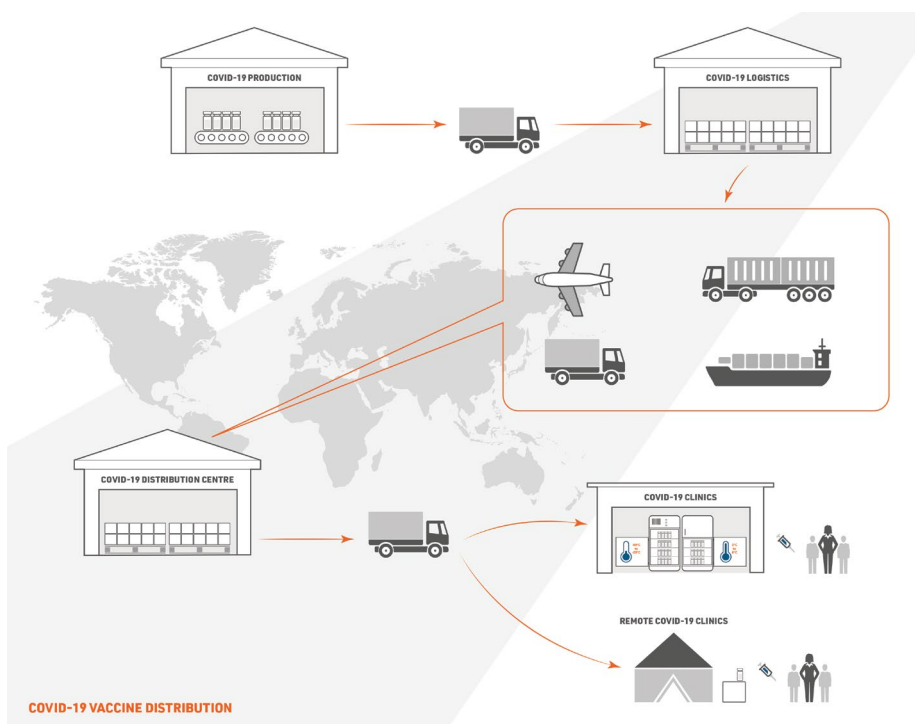 COVID-19 PRODUCTION
COVID-19 LOGISTICS
COVID-19 DISTRIBUTION CENTRE
COVID-19 CLINICS
REMOTE COVID-19 CLINICS
COVID-19 VACCINE DISTRIBUTION